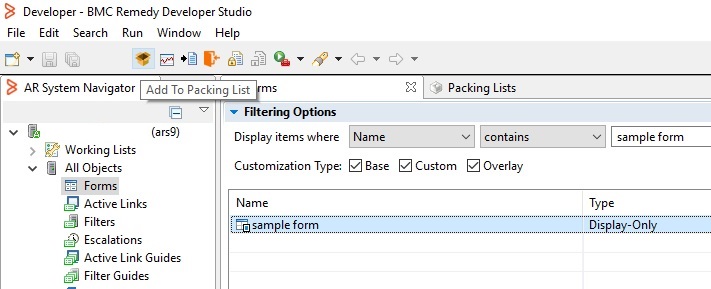 Developer - BMC Remedy Developer Studio
File Edit Search Run Window Help
Add To Packing List
AR System Navigator
Packing Lists
Filtering Options
(ars9)
Display items where Name contains sample form
Working Lists
Customization Type: Base Custom Overlay
All Objects
Forms
Name Type
Active Links
sample form Display-Only
Filters
Escalations
Active Link Guides
Filter Guides